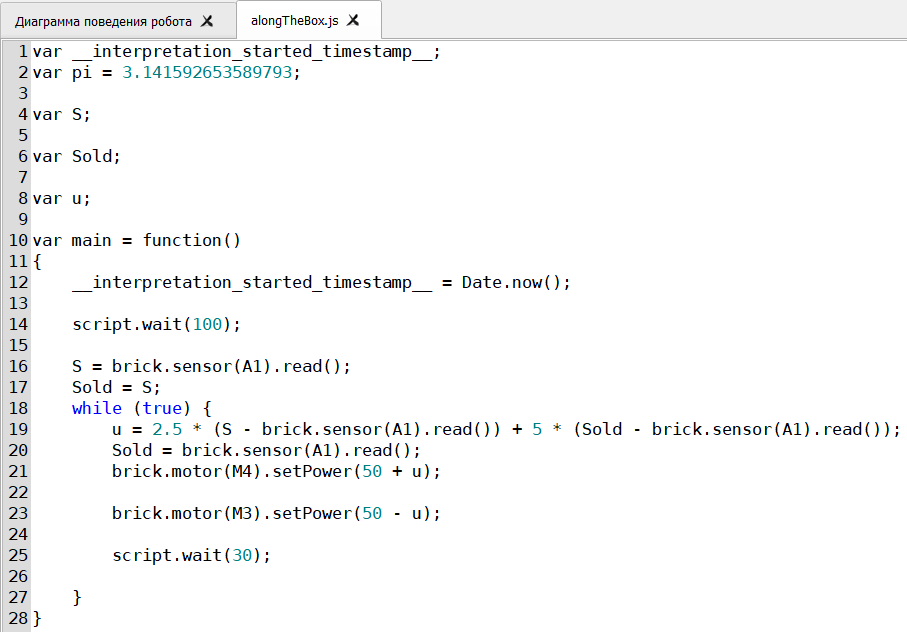 Диаграмма поведения робота X alongTheBox.js X
1 var __interpretation_started_timestamp__;
2 var pi = 3.141592653589793;
3
4 var S;
5
6 var Sold;
7
8 var u;
9
10 var main = function()
11 {
12     __interpretation_started_timestamp__ = Date.now();
13
14     script.wait(100);
15
16     S = brick.sensor(A1).read();
17     Sold = S;
18     while (true) {
19         u = 2.5 * (S - brick.sensor(A1).read()) + 5 * (Sold - brick.sensor(A1).read());
20         Sold = brick.sensor(A1).read();
21         brick.motor(M4).setPower(50 + u);
22
23         brick.motor(M3).setPower(50 - u);
24
25         script.wait(30);
26
27     }
28 }